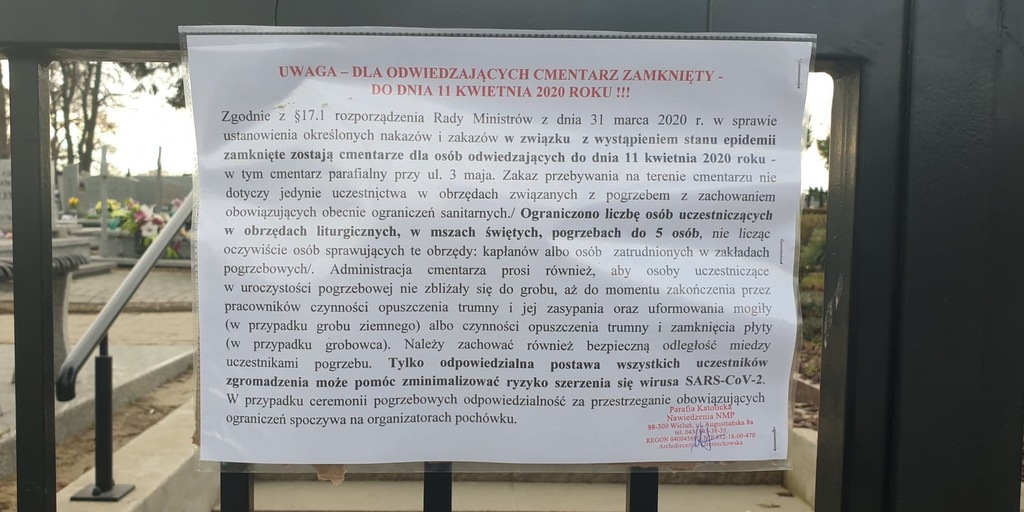 UWAGA – DLA ODWIEDZAJĄCYCH CMENTARZ ZAMKNIĘTY -
DO DNIA 11 KWIETNIA 2020 ROKU !!!
Zgodnie z §17.1 rozporządzenia Rady Ministrów z dnia 31 marca 2020 r. w sprawie
ustanowienia określonych nakazów i zakazów w związku z wystąpieniem stanu epidemii
zamknięte zostają cmentarze dla osób odwiedzających do dnia 11 kwietnia 2020 roku -
w tym cmentarz parafialny przy ul. 3 maja. Zakaz przebywania na terenie cmentarzu nie
dotyczy jedynie uczestnictwa w obrzędach związanych z pogrzebem z zachowaniem
obowiązujących obecnie ograniczeń sanitarnych./ Ograniczono liczbę osób uczestniczących
w obrzędach liturgicznych, w mszach świętych, pogrzebach do 5 osób, nie licząc
oczywiście osób sprawujących te obrzędy: kapłanów albo osób zatrudnionych w zakładach
pogrzebowych/. Administracja cmentarza prosi również, aby osoby uczestniczące
w uroczystości pogrzebowej nie zbliżały się do grobu, aż do momentu zakończenia przez
pracowników czynności opuszczenia trumny i jej zasypania oraz uformowania mogiły
(w przypadku grobu ziemnego) albo czynności opuszczenia trumny i zamknięcia płyty
(w przypadku grobowca). Należy zachować również bezpieczną odległość miedzy
uczestnikami pogrzebu. Tylko odpowiedzialna postawa wszystkich uczestników
zgromadzenia może pomóc zminimalizować ryzyko szerzenia się wirusa SARS-CoV-2.
W przypadku ceremonii pogrzebowych odpowiedzialność za przestrzeganie obowiązujących
ograniczeń spoczywa na organizatorach pochówku.
Parafia Katolicka
Nawiedzenia NMP
98-300 Wieluń, ul. Augustiańska 8a
tel. 043
REGON 832-18-00-470